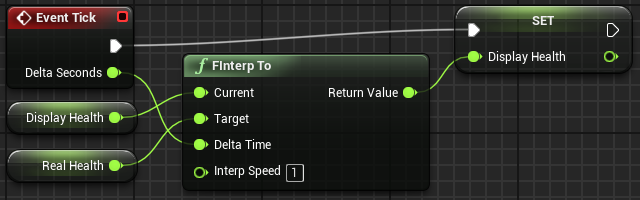 Event Tick
Delta Seconds
Display Health
Real Health
f FInterp To
Current
Target
Delta Time
Interp Speed 1
Return Value
SET
Display Health